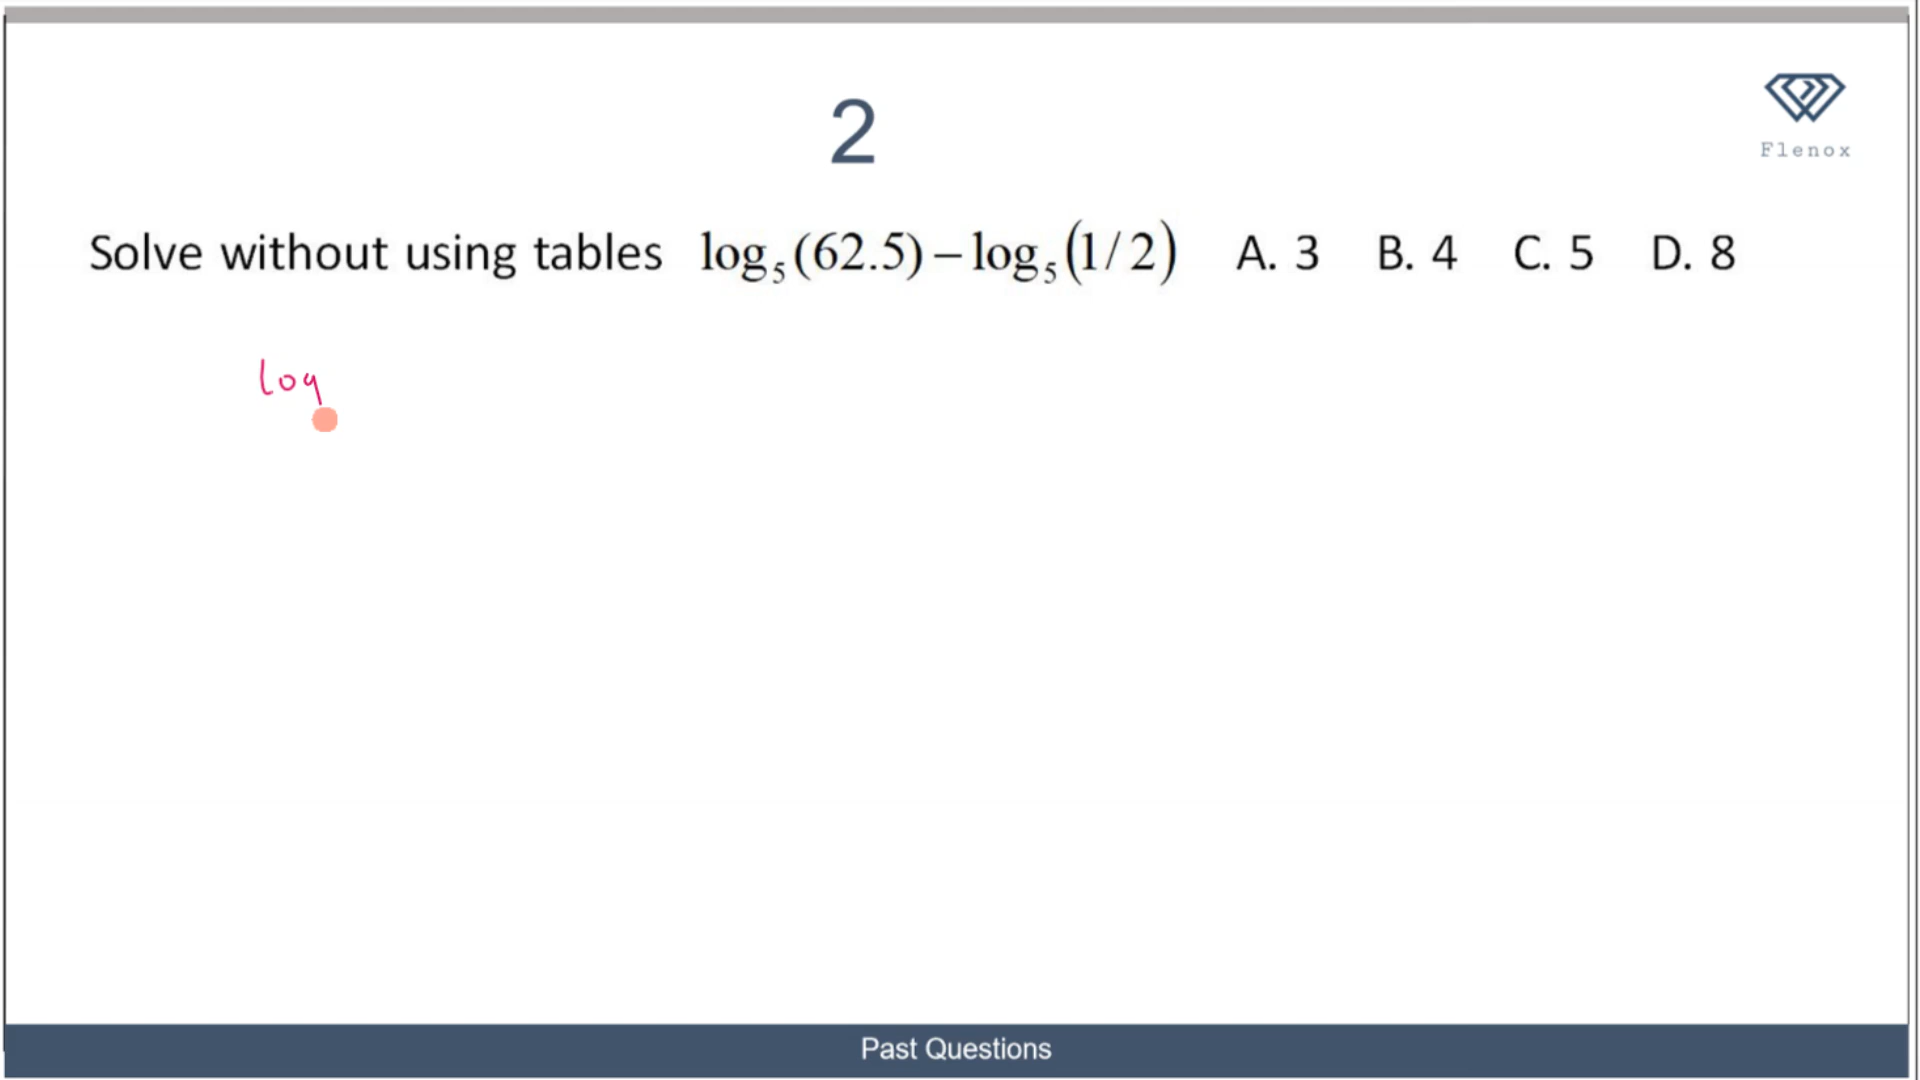 2
Flenox
Solve without using tables log₅(62.5) – log₅(1/2) A. 3 B. 4 C. 5 D. 8
log
Past Questions